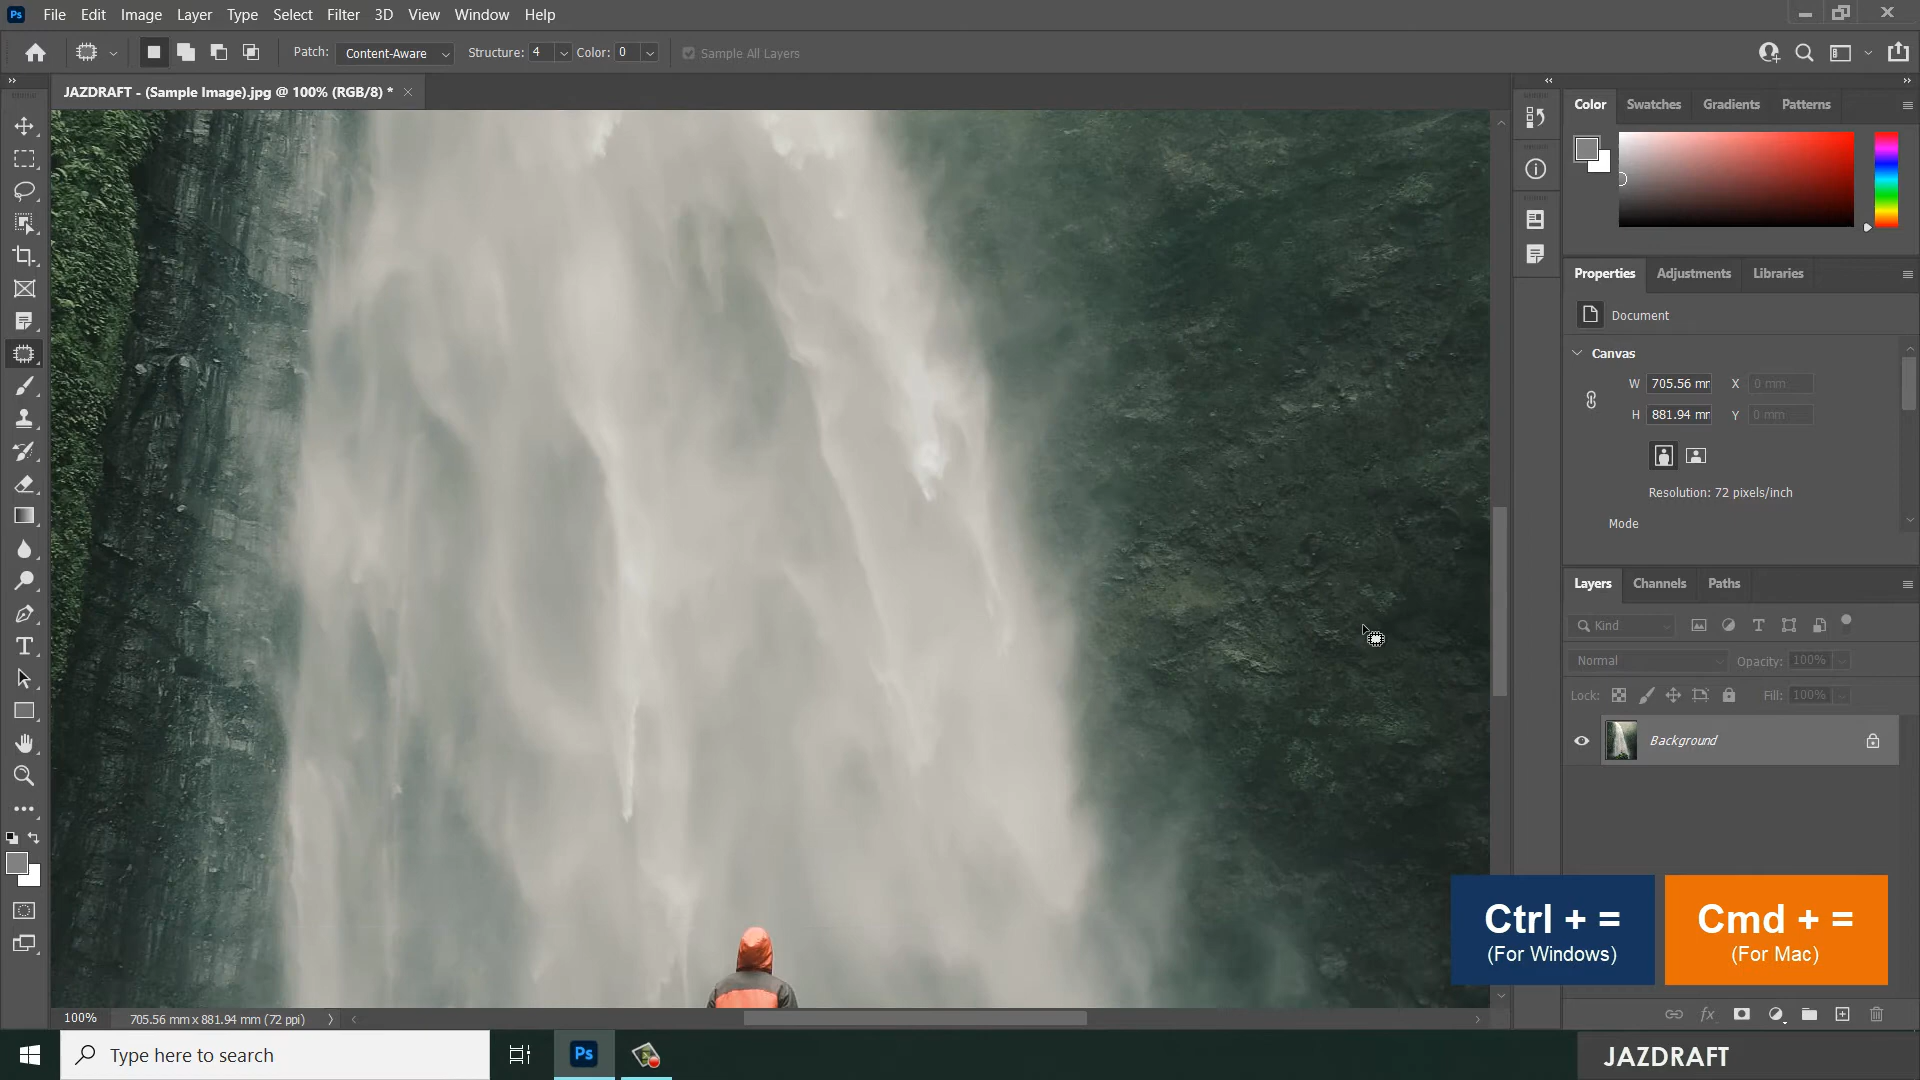 Ps File Edit Image Layer Type Select Filter 3D View Window Help
Patch: Content-Aware Structure: 4 Color: 0 Sample All Layers
JAZDRAFT - (Sample Image).jpg @ 100% (RGB/8) *
Color Swatches Gradients Patterns
Properties Adjustments Libraries
Document
Canvas
W 705.56 mr X 0 mm
H 881.94 mr Y 0 mm
Resolution: 72 pixels/inch
Mode
Layers Channels Paths
Kind
Normal Opacity: 100%
Lock: Fill: 100%
Background
Ctrl + =
(For Windows)
Cmd + =
(For Mac)
fx
100% 705.56 mm x 881.94 mm (72 ppi)
Type here to search
Ps
JAZDRAFT